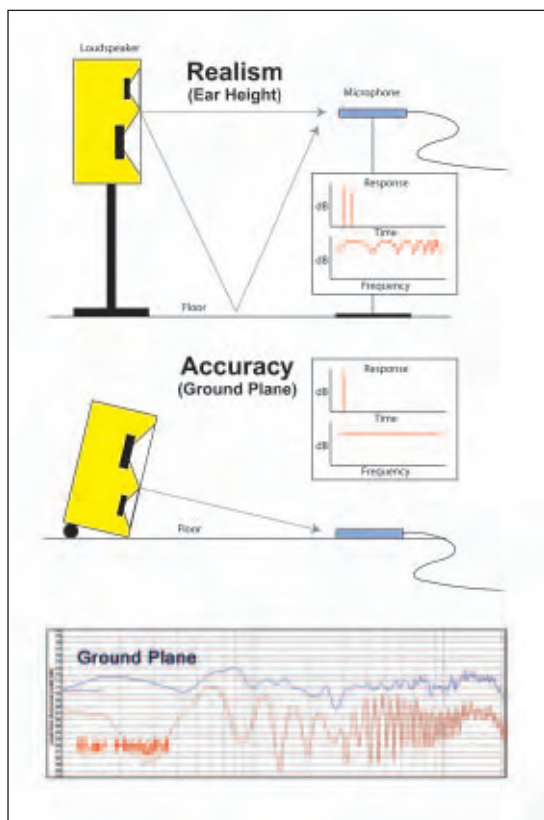 Loudspeaker
Realism
(Ear Height)
Microphone
Response
dB
Time
dB
Frequency
Floor
Accuracy
(Ground Plane)
Response
dB
Time
dB
Frequency
Floor
Ground Plane
Ear Height